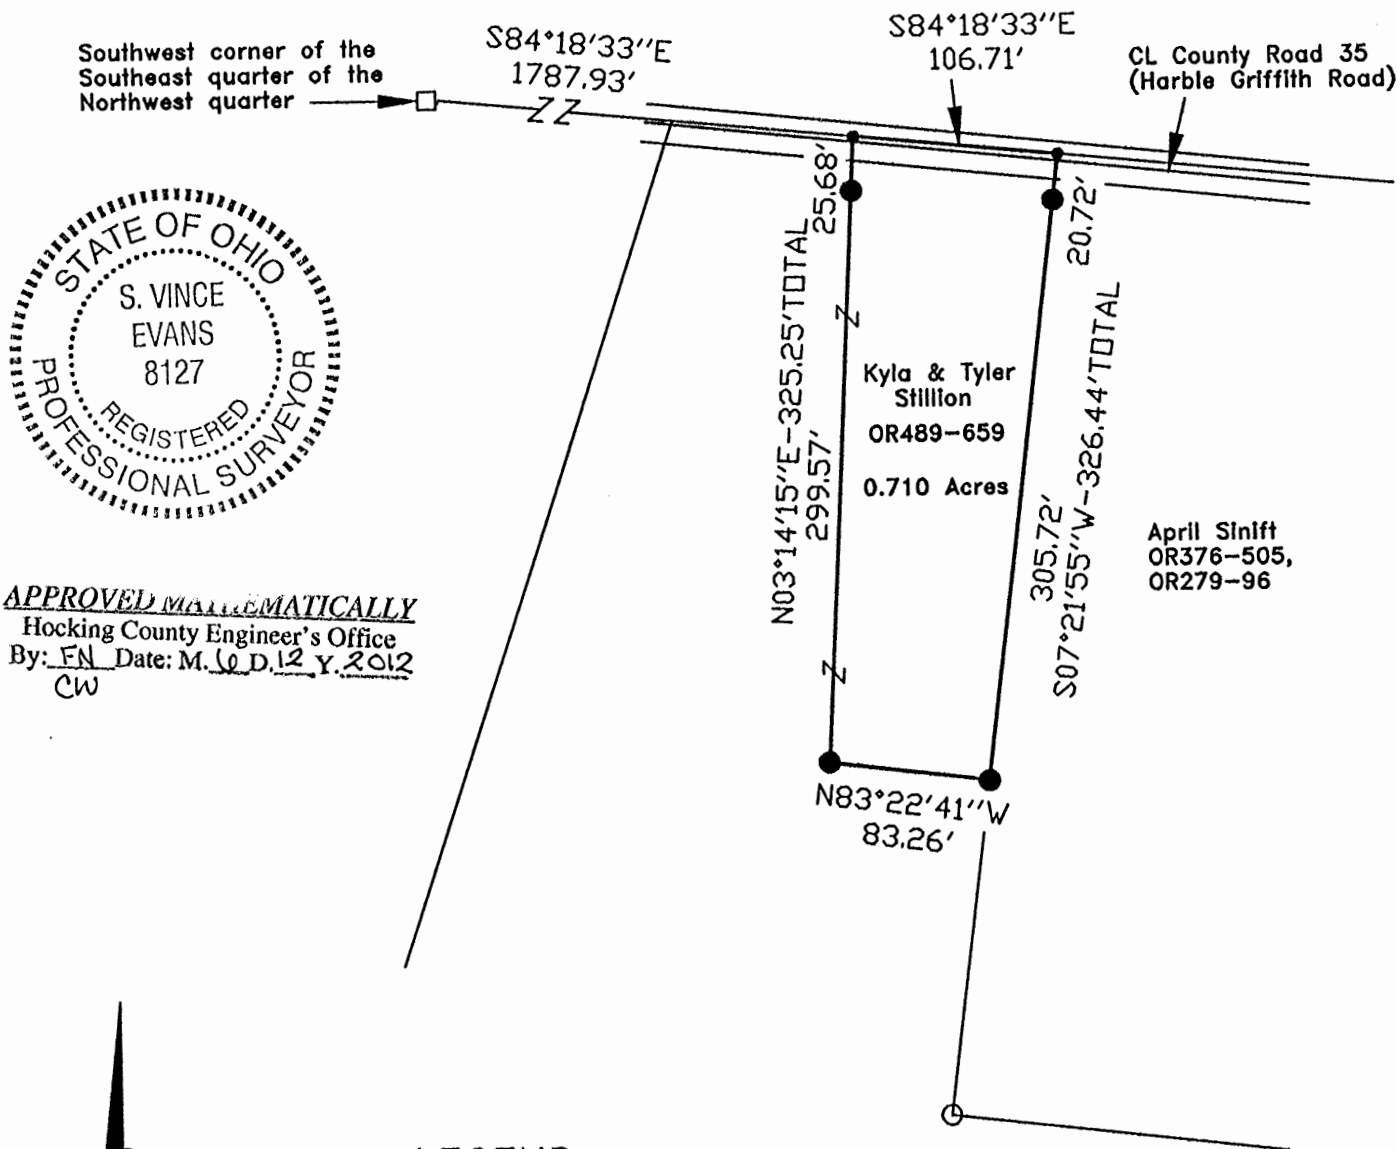 Southwest corner of the
Southeast quarter of the
Northwest quarter
S84°18'33''E
1787.93'
S84°18'33''E
106.71'
CL County Road 35
(Harble Griffith Road)
STATE OF OHIO
S. VINCE
EVANS
8127
REGISTERED
PROFESSIONAL SURVEYOR
25.68'
20.72'
N03°14'15''E-325.25'TOTAL
299.57'
Kyla & Tyler
Stillion
OR489-659
0.710 Acres
305.72'
S07°21'55''W-326.44'TOTAL
April Sinift
OR376-505,
OR279-96
N83°22'41''W
83.26'
APPROVED MATHEMATICALLY
Hocking County Engineer's Office
By: FN Date: M. 6 D. 12 Y. 2012
CW
LEGEND